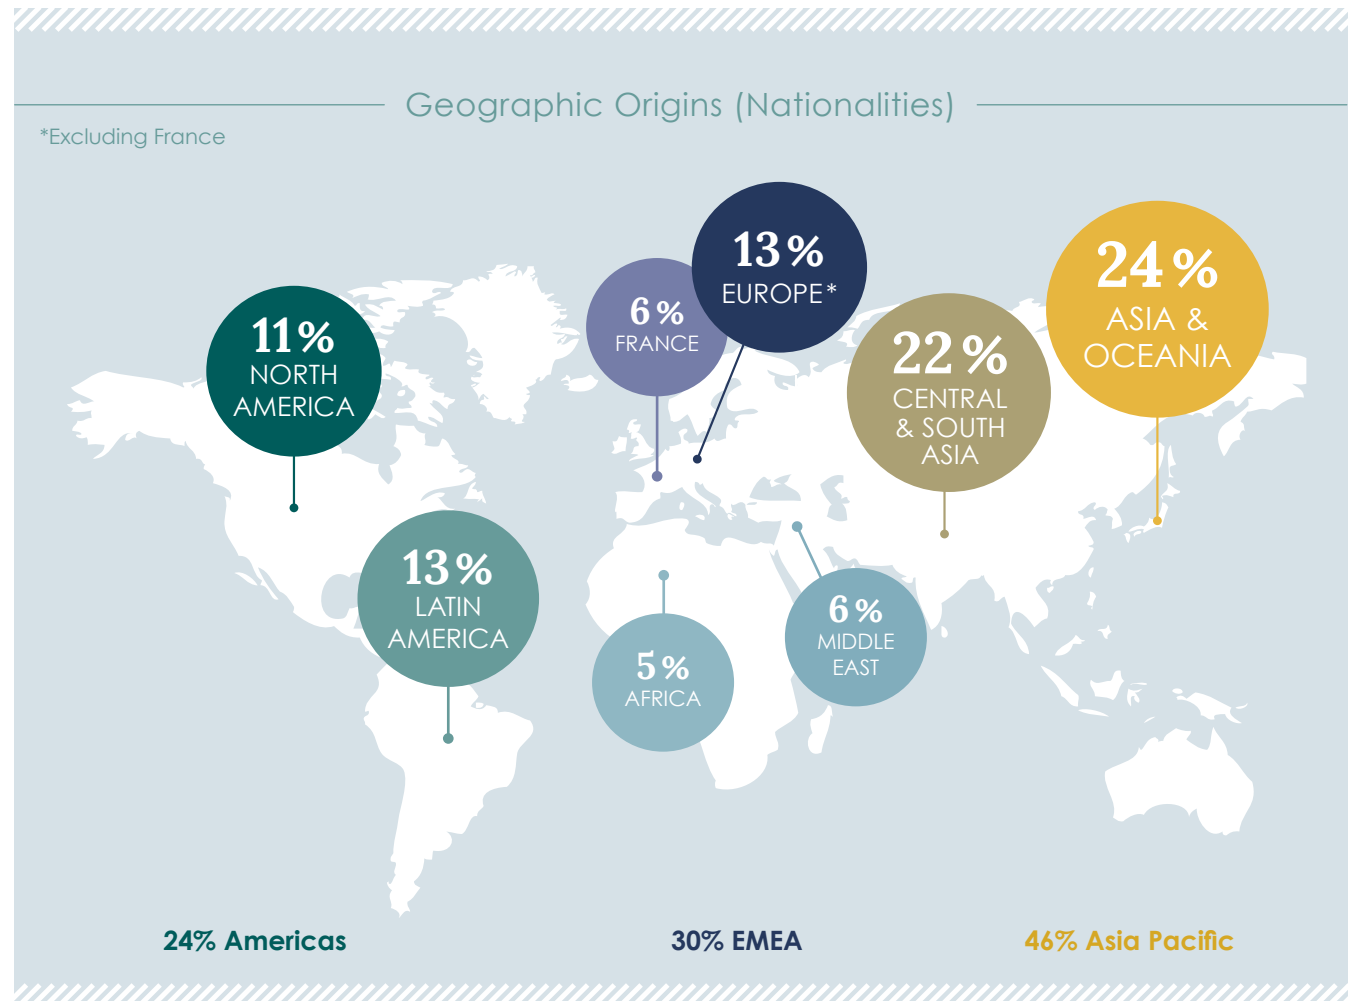 Geographic Origins (Nationalities)
*Excluding France
11%
NORTH
AMERICA
13%
LATIN
AMERICA
6%
FRANCE
13%
EUROPE*
5%
AFRICA
6%
MIDDLE
EAST
22%
CENTRAL
& SOUTH
ASIA
24%
ASIA &
OCEANIA
24% Americas
30% EMEA
46% Asia Pacific